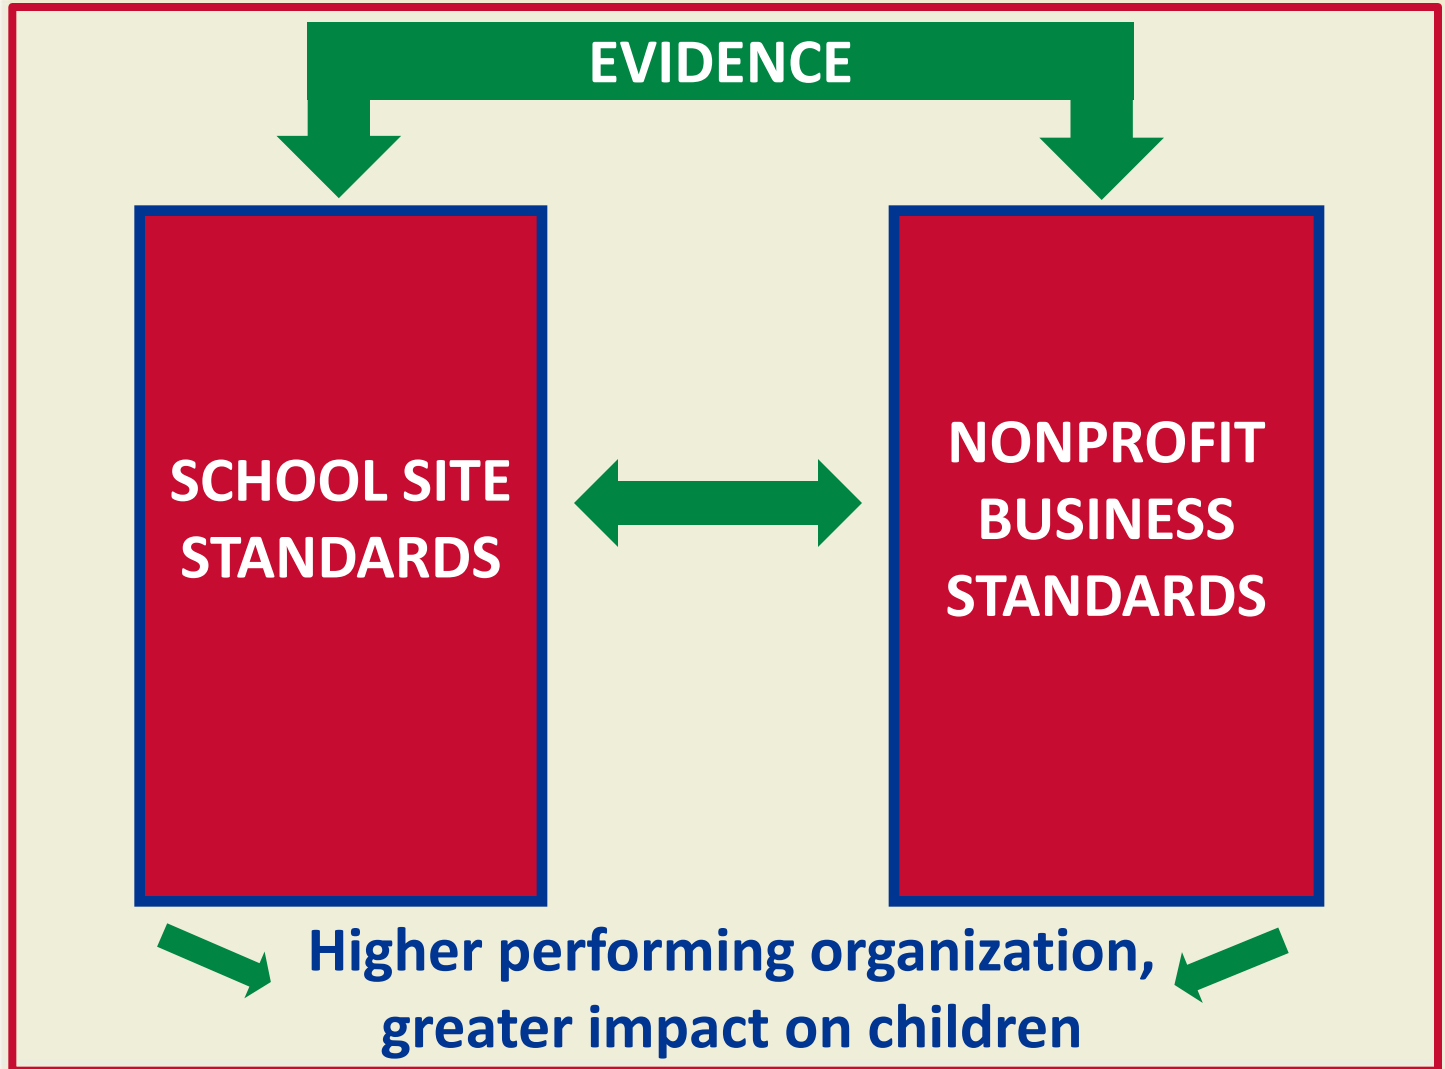 EVIDENCE
SCHOOL SITE
STANDARDS
NONPROFIT
BUSINESS
STANDARDS
Higher performing organization,
greater impact on children